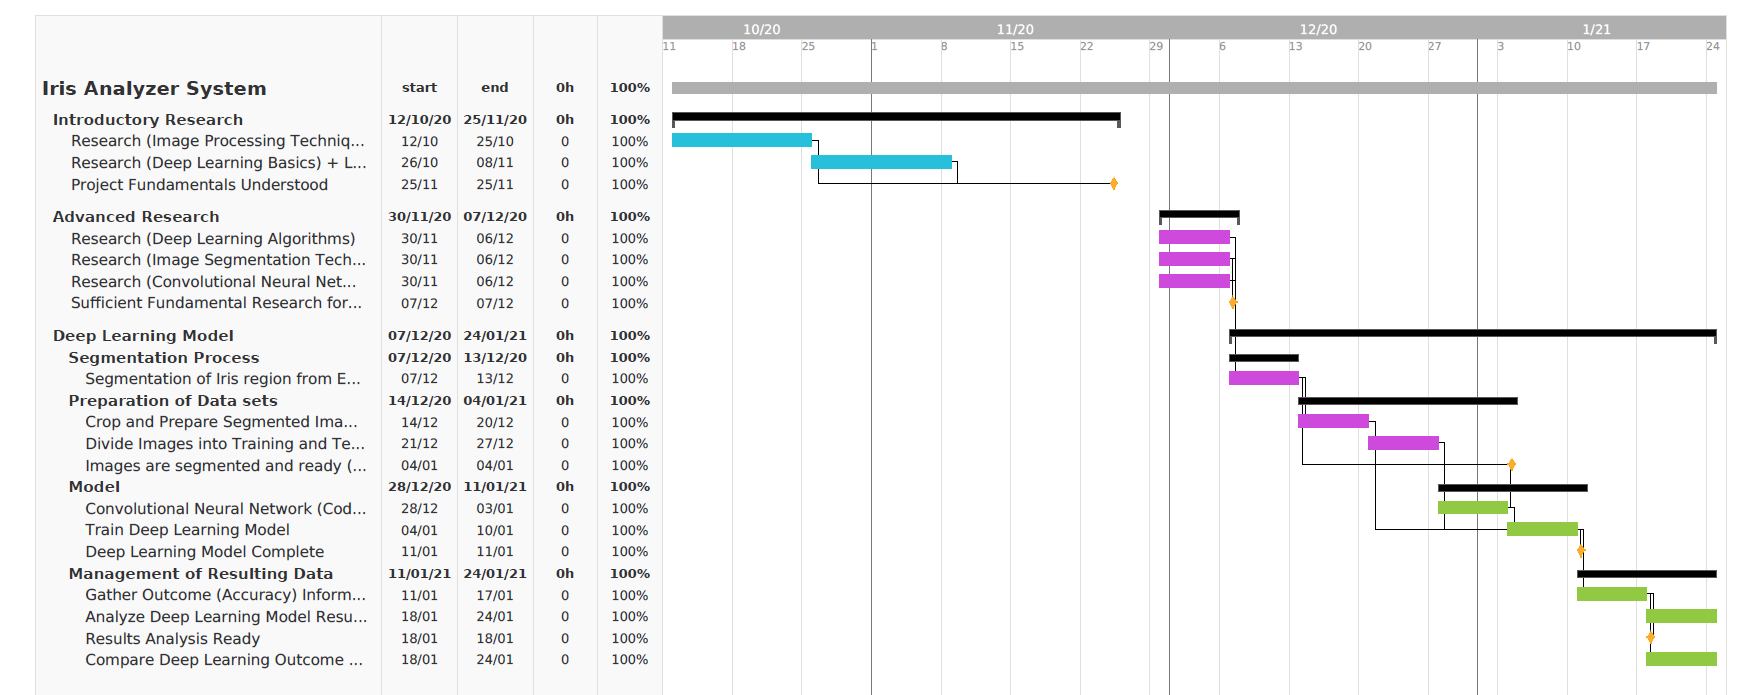 10/20 11/20 12/20 1/21
11 18 25 1 8 15 22 29 6 13 20 27 3 10 17 24
Iris Analyzer System start end 0h 100%
Introductory Research 12/10/20 25/11/20 0h 100%
Research (Image Processing Techniq... 12/10 25/10 0 100%
Research (Deep Learning Basics) + L... 26/10 08/11 0 100%
Project Fundamentals Understood 25/11 25/11 0 100%
Advanced Research 30/11/20 07/12/20 0h 100%
Research (Deep Learning Algorithms) 30/11 06/12 0 100%
Research (Image Segmentation Tech... 30/11 06/12 0 100%
Research (Convolutional Neural Net... 30/11 06/12 0 100%
Sufficient Fundamental Research for... 07/12 07/12 0 100%
Deep Learning Model 07/12/20 24/01/21 0h 100%
Segmentation Process 07/12/20 13/12/20 0h 100%
Segmentation of Iris region from E... 07/12 13/12 0 100%
Preparation of Data sets 14/12/20 04/01/21 0h 100%
Crop and Prepare Segmented Ima... 14/12 20/12 0 100%
Divide Images into Training and Te... 21/12 27/12 0 100%
Images are segmented and ready (... 04/01 04/01 0 100%
Model 28/12/20 11/01/21 0h 100%
Convolutional Neural Network (Cod... 28/12 03/01 0 100%
Train Deep Learning Model 04/01 10/01 0 100%
Deep Learning Model Complete 11/01 11/01 0 100%
Management of Resulting Data 11/01/21 24/01/21 0h 100%
Gather Outcome (Accuracy) Inform... 11/01 17/01 0 100%
Analyze Deep Learning Model Resu... 18/01 24/01 0 100%
Results Analysis Ready 18/01 18/01 0 100%
Compare Deep Learning Outcome ... 18/01 24/01 0 100%